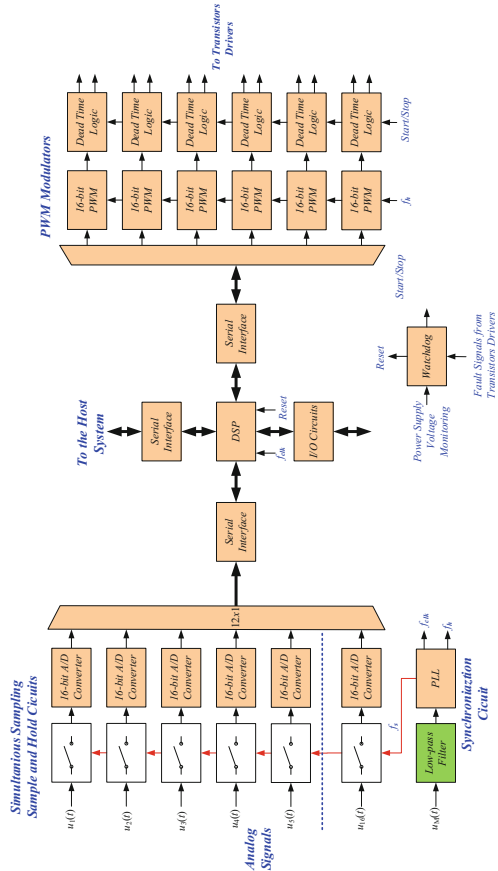 Simultanious Sampling
Sample and Hold Cicuits
u1(t)
16-bit A/D
Converter
u2(t)
16-bit A/D
Converter
u3(t)
16-bit A/D
Converter
Analog
Signals
u4(t)
16-bit A/D
Converter
u5(t)
16-bit A/D
Converter
16-bit A/D
Converter
fs
12x1
Low-pass
Filter
PLL
fclk
fh
Synchroniaztion
Cicuit
Serial
Interface
To the Host
System
Serial
Interface
DSP
fclk
Reset
I/O Circuits
Serial
Interface
Reset
Start/Stop
Power Supply
Voltage
Monitoring
Watchdog
Fault Signals from
Transistors Drivers
PWM Modulators
16-bit
PWM
Dead Time
Logic
16-bit
PWM
Dead Time
Logic
16-bit
PWM
Dead Time
Logic
To Transistors
Drivers
16-bit
PWM
Dead Time
Logic
16-bit
PWM
Dead Time
Logic
16-bit
PWM
Dead Time
Logic
fh
Start/Stop